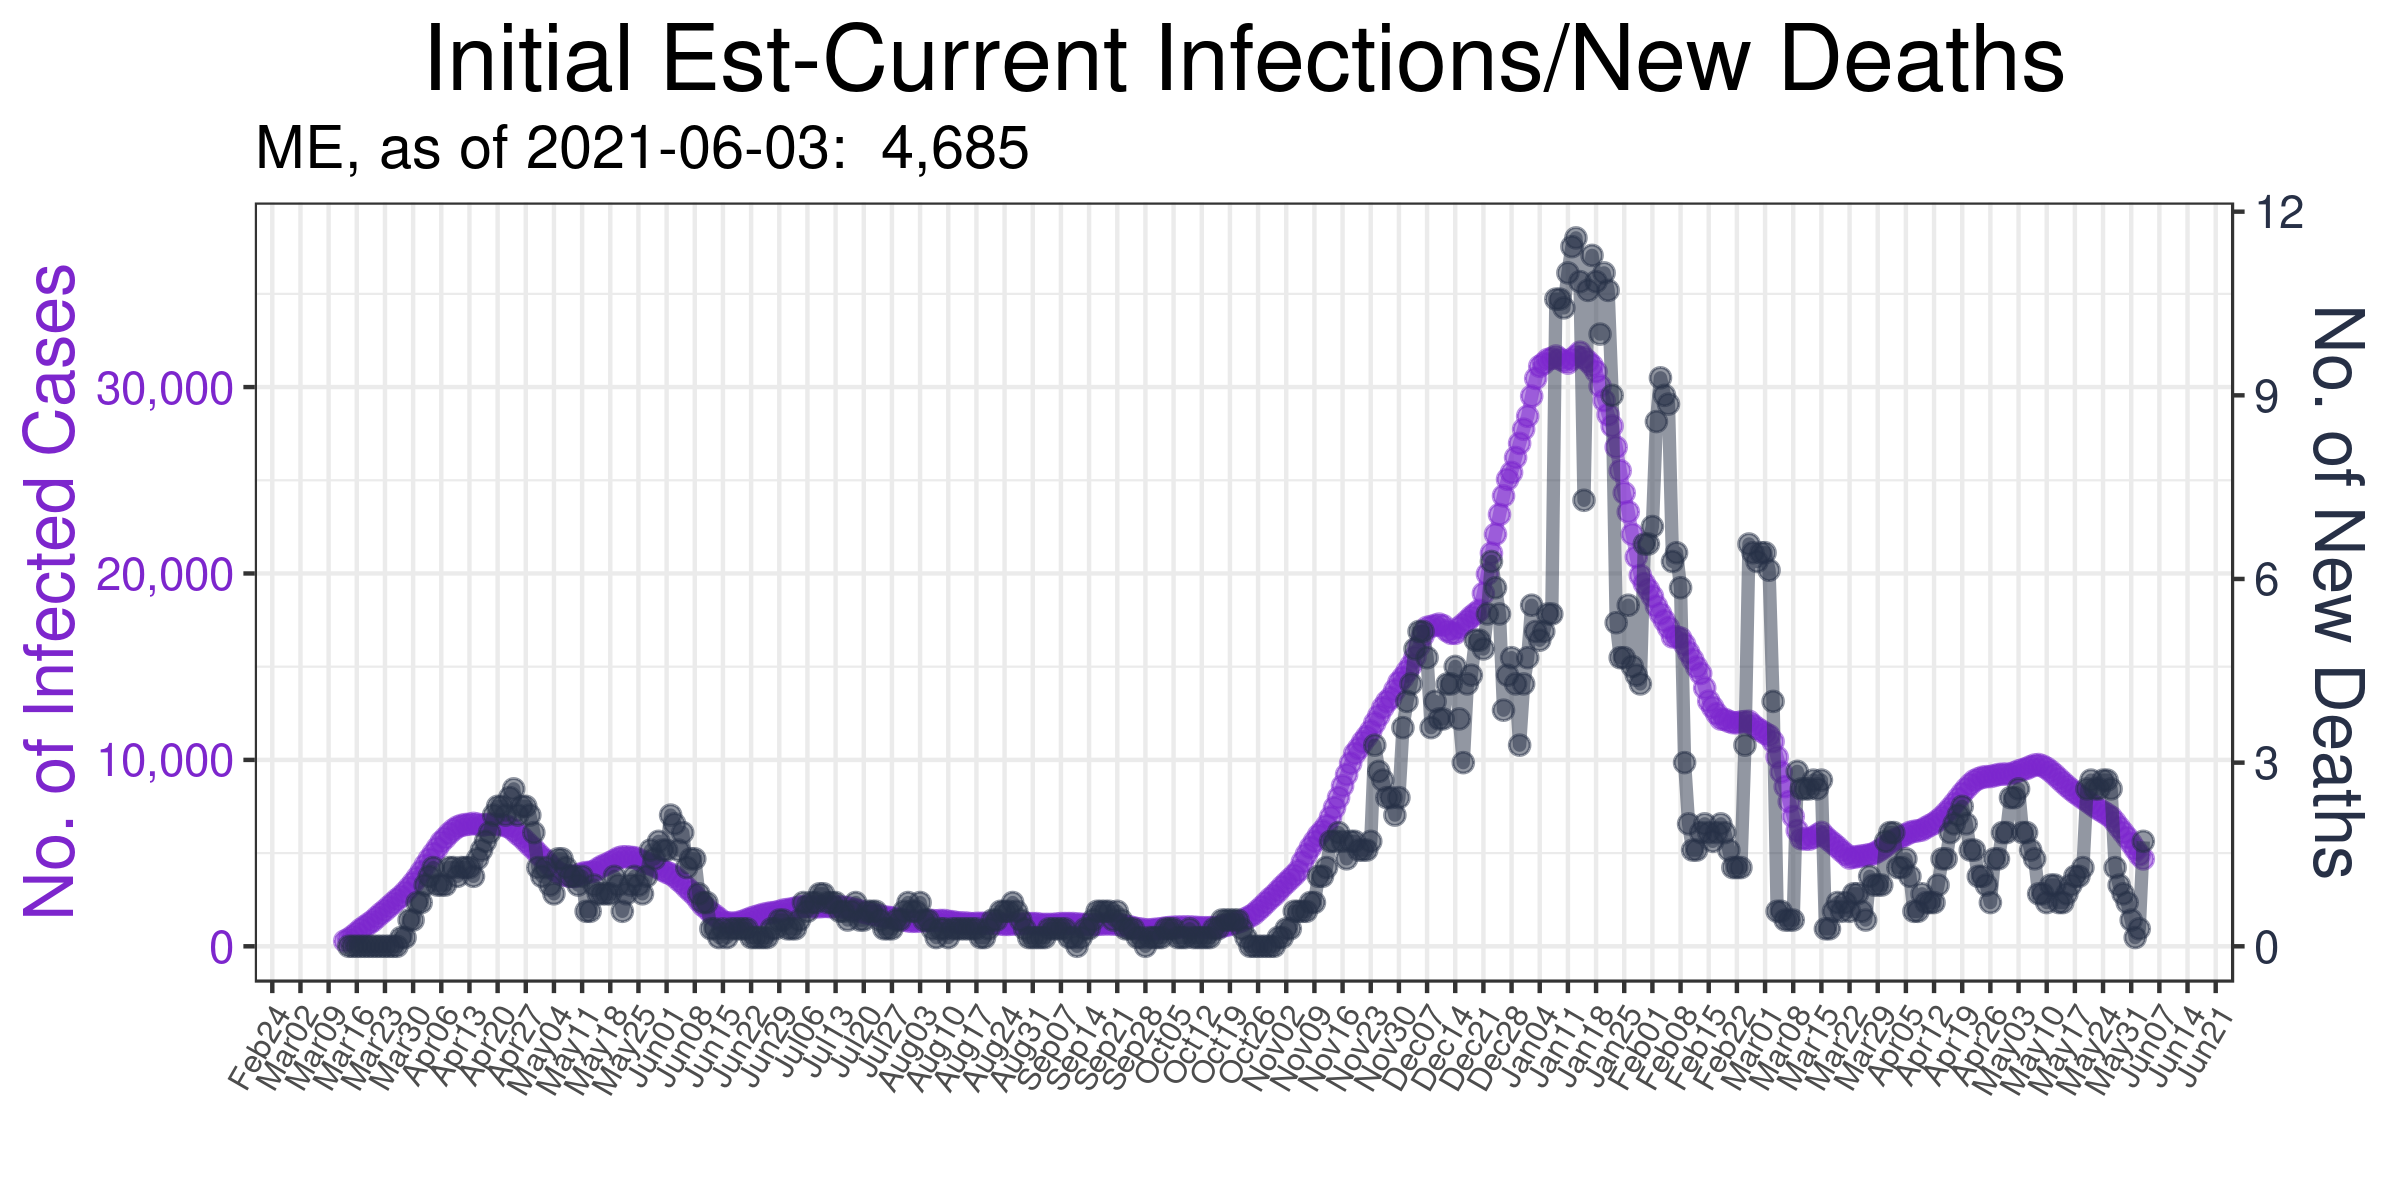 Initial Est-Current Infections/New Deaths
ME, as of 2021-06-03:  4,685
No. of Infected Cases
30,000
20,000
10,000
0
12
9
6
3
0
No. of New Deaths
Feb24
Mar02
Mar09
Mar16
Mar23
Mar30
Apr06
Apr13
Apr20
Apr27
May04
May11
May18
May25
Jun01
Jun08
Jun15
Jun22
Jun29
Jul06
Jul13
Jul20
Jul27
Aug03
Aug10
Aug17
Aug24
Aug31
Sep07
Sep14
Sep21
Sep28
Oct05
Oct12
Oct19
Oct26
Nov02
Nov09
Nov16
Nov23
Nov30
Dec07
Dec14
Dec21
Dec28
Jan04
Jan11
Jan18
Jan25
Feb01
Feb08
Feb15
Feb22
Mar01
Mar08
Mar15
Mar22
Mar29
Apr05
Apr12
Apr19
Apr26
May03
May10
May17
May24
May31
Jun07
Jun14
Jun21